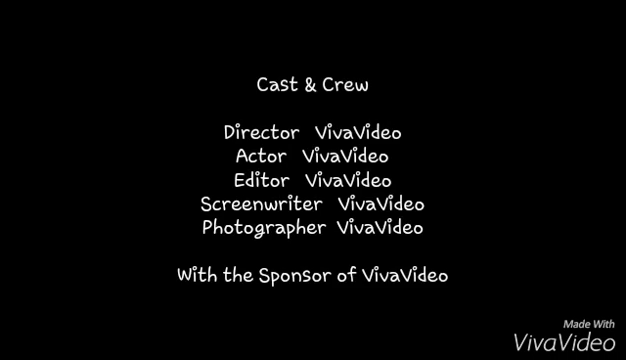 Cast & Crew
Director VivaVideo
Actor VivaVideo
Editor VivaVideo
Screenwriter VivaVideo
Photographer VivaVideo
With the Sponsor of VivaVideo
Made With
VivaVideo